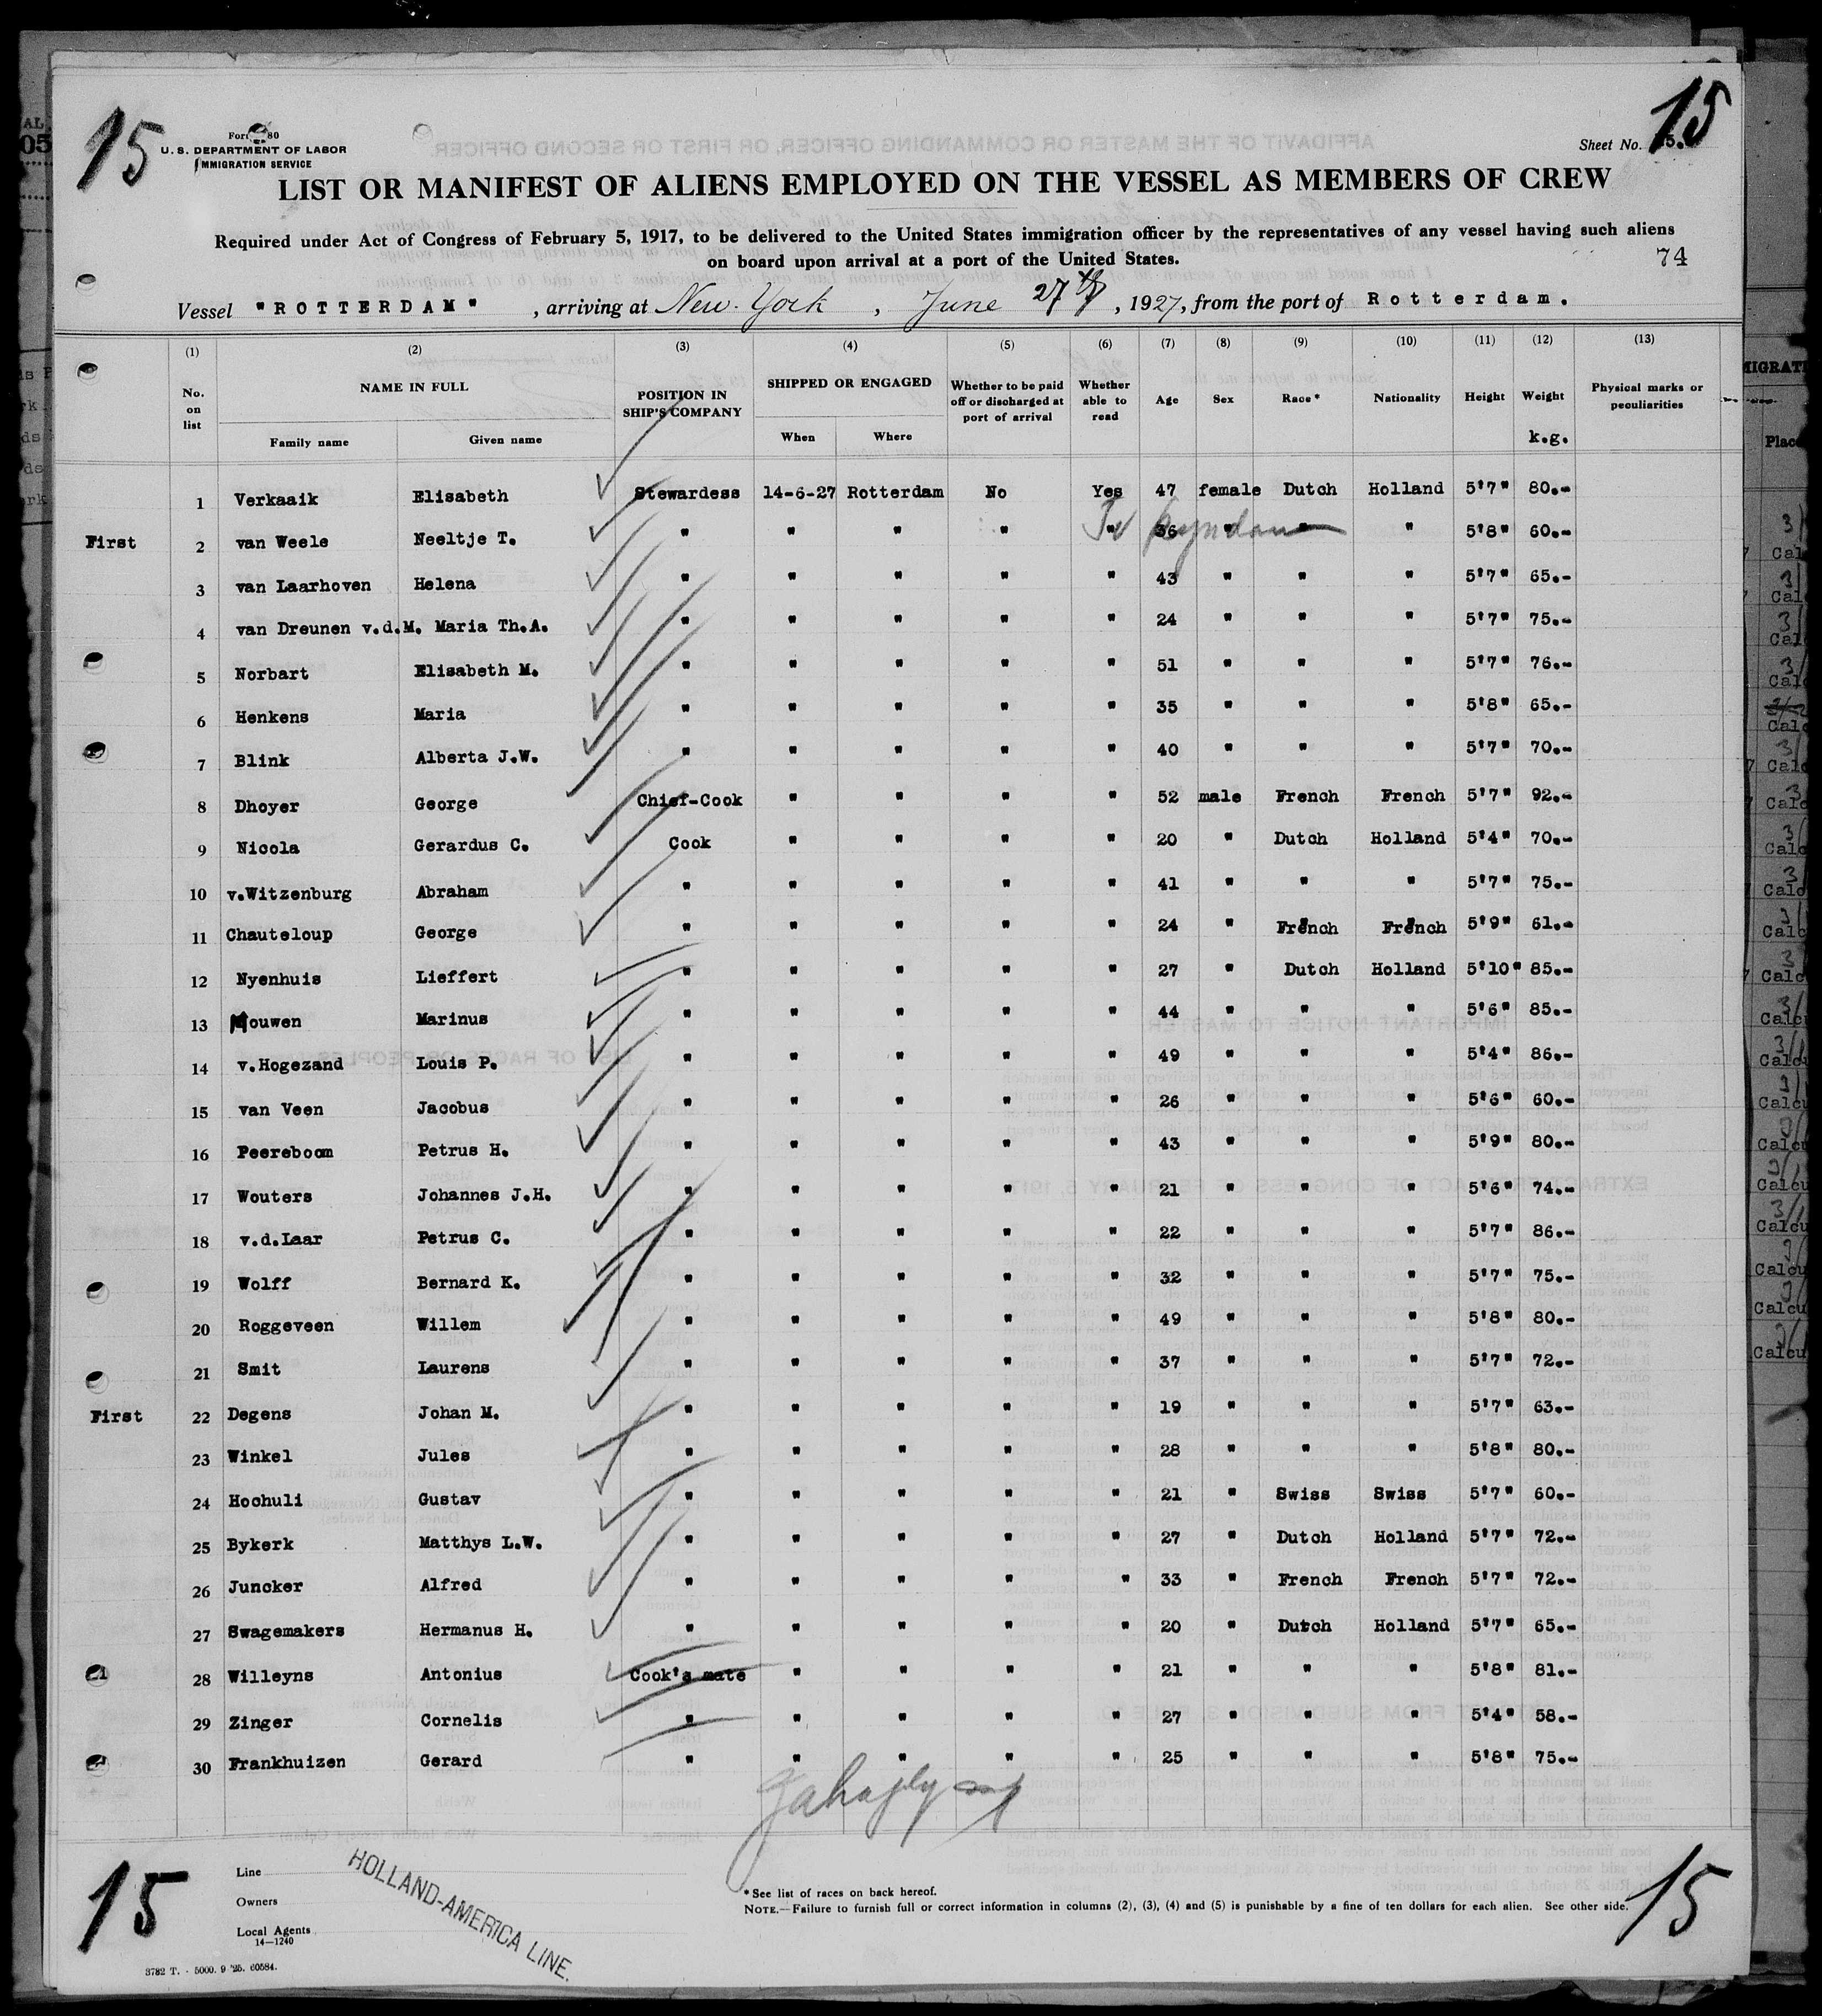 15
15
Form 680
U. S. DEPARTMENT OF LABOR
IMMIGRATION SERVICE
Sheet No. 15.
LIST OR MANIFEST OF ALIENS EMPLOYED ON THE VESSEL AS MEMBERS OF CREW
Required under Act of Congress of February 5, 1917, to be delivered to the United States immigration officer by the representatives of any vessel having such aliens
on board upon arrival at a port of the United States.
74
Vessel "ROTTERDAM" , arriving at New York , June 27th , 1927, from the port of Rotterdam.
(1) (2) (3) (4) (5) (6) (7) (8) (9) (10) (11) (12) (13)
No. on list NAME IN FULL Family name Given name POSITION IN SHIP'S COMPANY SHIPPED OR ENGAGED When Where Whether to be paid off or discharged at port of arrival Whether able to read Age Sex Race* Nationality Height Weight k.g. Physical marks or peculiarities
1 Verkaaik Elisabeth Stewardess 14-6-27 Rotterdam No Yes 47 female Dutch Holland 5'7" 80.-
First 2 van Weele Neeltje T. " " " " " 36 " " " 5'8" 60.-
3 van Laarhoven Helena " " " " " 43 " " " 5'7" 65.-
4 van Dreunen v.d.M. Maria Th.A. " " " " " 24 " " " 5'7" 75.-
5 Norbart Elisabeth M. " " " " " 51 " " " 5'7" 76.-
6 Henkens Maria " " " " " 35 " " " 5'8" 65.-
7 Blink Alberta J.W. " " " " " 40 " " " 5'7" 70.-
8 Dhoyer George Chief-Cook " " " " 52 male French French 5'7" 92.-
9 Nicola Gerardus C. Cook " " " " 20 " Dutch Holland 5'4" 70.-
10 v.Witzenburg Abraham " " " " " 41 " " " 5'7" 75.-
11 Chauteloup George " " " " " 24 " French French 5'9" 61.-
12 Nyenhuis Lieffert " " " " " 27 " Dutch Holland 5'10" 85.-
13 Mouwen Marinus " " " " " 44 " " " 5'6" 85.-
14 v.Hogezand Louis P. " " " " " 49 " " " 5'4" 86.-
15 van Veen Jacobus " " " " " 26 " " " 5'6" 60.-
16 Peereboom Petrus H. " " " " " 43 " " " 5'9" 80.-
17 Wouters Johannes J.H. " " " " " 21 " " " 5'6" 74.-
18 v.d.Laar Petrus C. " " " " " 22 " " " 5'7" 86.-
19 Wolff Bernard K. " " " " " 32 " " " 5'7" 75.-
20 Roggeveen Willem " " " " " 49 " " " 5'8" 80.-
21 Smit Laurens " " " " " 37 " " " 5'7" 72.-
First 22 Degens Johan M. " " " " " 19 " " " 5'7" 63.-
23 Winkel Jules " " " " " 28 " " " 5'8" 80.-
24 Hochuli Gustav " " " " " 21 " Swiss Swiss 5'7" 60.-
25 Bykerk Matthys L.W. " " " " " 27 " Dutch Holland 5'7" 72.-
26 Juncker Alfred " " " " " 33 " French French 5'7" 72.-
27 Swagemakers Hermanus H. " " " " " 20 " Dutch Holland 5'7" 65.-
28 Willeyns Antonius Cook's mate " " " " 21 " " " 5'8" 81.-
29 Zinger Cornelis " " " " " 27 " " " 5'4" 58.-
30 Frankhuizen Gerard " " " " " 25 " " " 5'8" 75.-
15
15
Line
Owners
Local Agents
14—1240
HOLLAND-AMERICA LINE.
* See list of races on back hereof.
NOTE.—Failure to furnish full or correct information in columns (2), (3), (4) and (5) is punishable by a fine of ten dollars for each alien. See other side.
3782 T. - 5000. 9 '25. 60584.